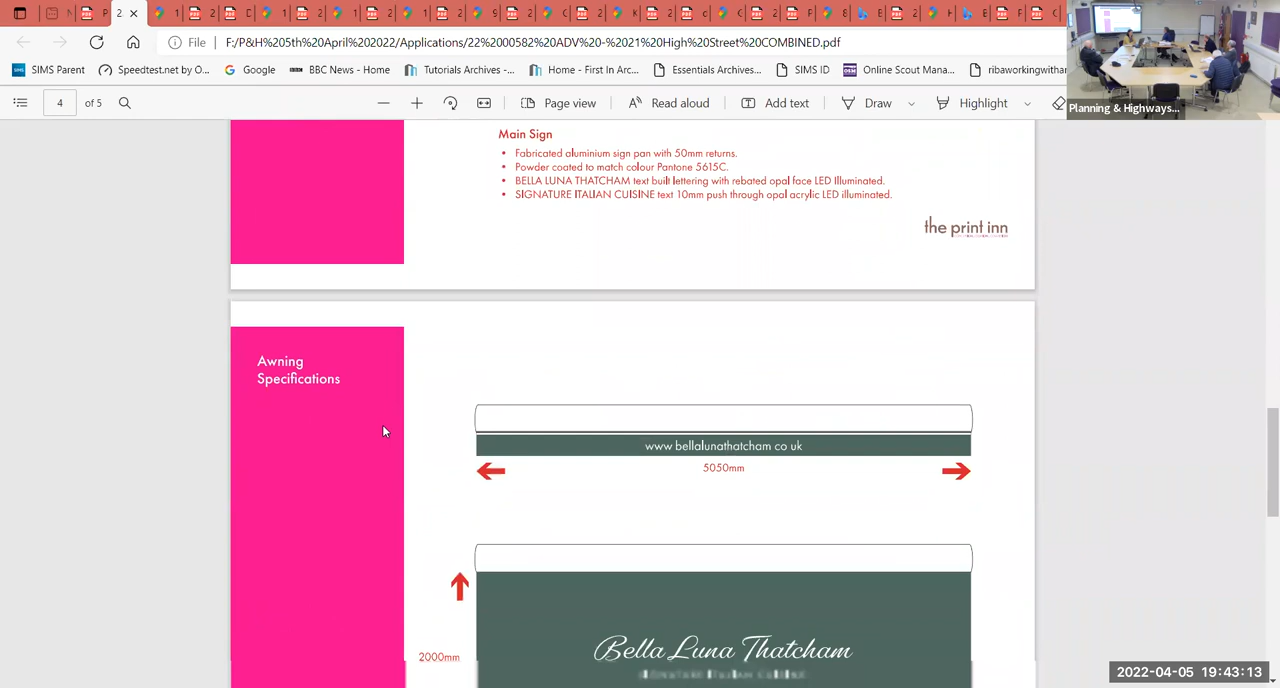 2
File
F:/P&H%205th%20April%202022/Applications/22%2000582%20ADV%20-%2021%20High%20Street%20COMBINED.pdf
SIMS Parent
Speedtest.net by O...
Google
BBC News - Home
Tutorials Archives -...
Home - First In Arc...
Essentials Archives...
SIMS ID
Online Scout Mana...
ribaworkingwithar
Planning & Highways...
4 of 5
Page view
Read aloud
Add text
Draw
Highlight
Main Sign
• Fabricated aluminium sign pan with 50mm returns.
• Powder coated to match colour Pantone 5615C.
• BELLA LUNA THATCHAM text built lettering with rebated opal face LED Illuminated.
• SIGNATURE ITALIAN CUISINE text 10mm push through opal acrylic LED illuminated.
the print inn
Awning
Specifications
www bellalunathatcham co uk
5050mm
Bella Luna Thatcham
2000mm
SIGNATURE ITALIAN CUISINE
2022-04-05 19:43:13